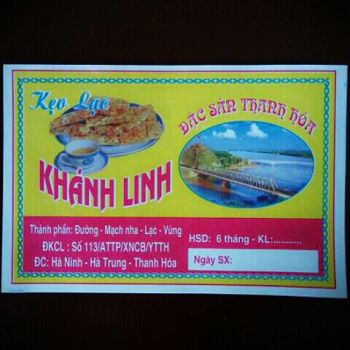 Kẹo Lạc
ĐẶC SẢN THANH HÓA
KHÁNH LINH
Thành phần: Đường - Mạch nha - Lạc - Vừng
ĐKCL : Số 113/ATTP/XNCB/YTTH
ĐC: Hà Ninh - Hà Trung - Thanh Hóa
HSD: 6 tháng - KL:...........
Ngày SX: